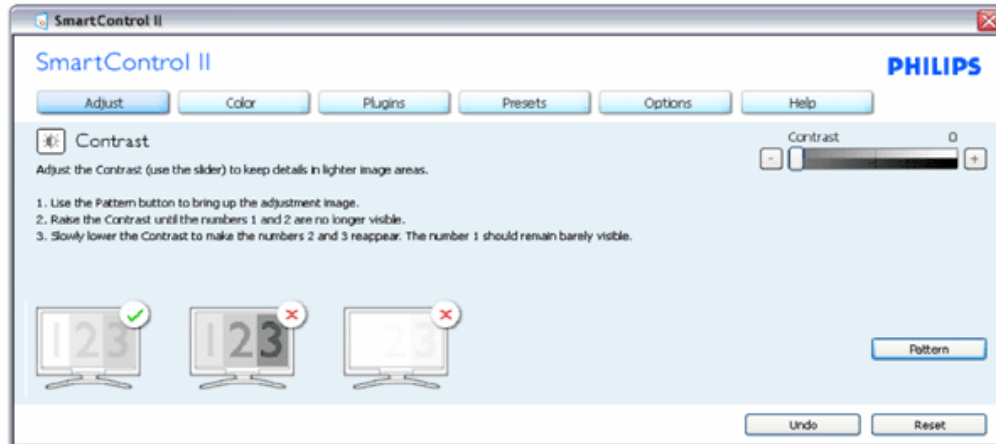 SmartControl II
SmartControl II
PHILIPS
Adjust Color Plugins Presets Options Help
Contrast
Contrast 0
- +
Adjust the Contrast (use the slider) to keep details in lighter image areas.
1. Use the Pattern button to bring up the adjustment image.
2. Raise the Contrast until the numbers 1 and 2 are no longer visible.
3. Slowly lower the Contrast to make the numbers 2 and 3 reappear. The number 1 should remain barely visible.
123 123 23
Pattern
Undo Reset